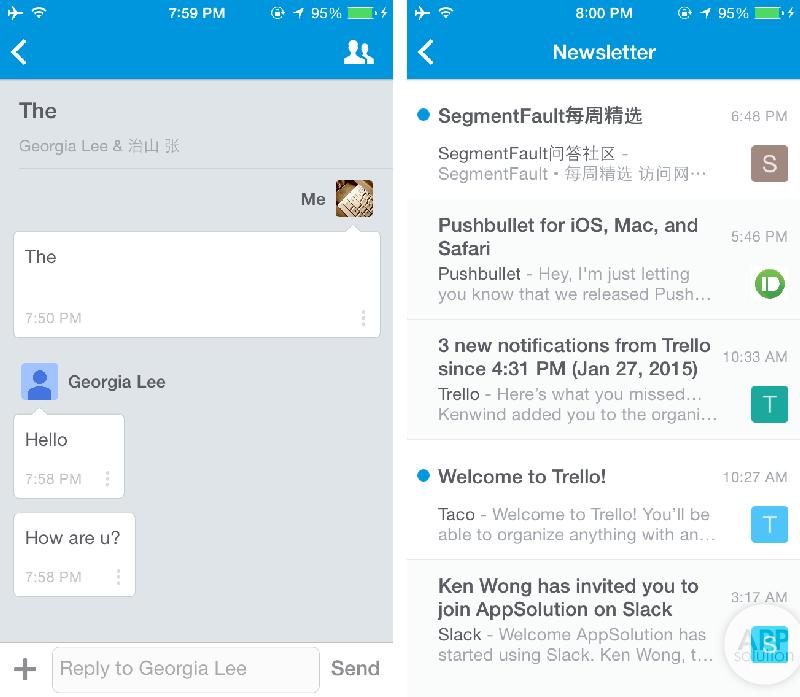 7:59 PM
95%
The
Georgia Lee & 治山 张
Me
The
7:50 PM
Georgia Lee
Hello
7:58 PM
How are u?
7:58 PM
Reply to Georgia Lee
Send
8:00 PM
95%
Newsletter
SegmentFault每周精选
6:48 PM
SegmentFault问答社区 -
SegmentFault • 每周精选 访问网…
S
Pushbullet for iOS, Mac, and
Safari
5:46 PM
Pushbullet - Hey, I'm just letting
you know that we released Push…
3 new notifications from Trello
since 4:31 PM (Jan 27, 2015)
10:33 AM
Trello - Here's what you missed…
Kenwind added you to the organi…
T
Welcome to Trello!
10:27 AM
Taco - Welcome to Trello! You'll be
able to organize anything with an…
T
Ken Wong has invited you to
join AppSolution on Slack
3:17 AM
Slack - Welcome AppSolution has
started using Slack. Ken Wong, t…
S
APP
solution